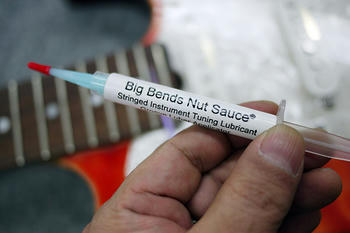 Big Bends Nut Sauce®
Stringed Instrument Tuning Lubricant